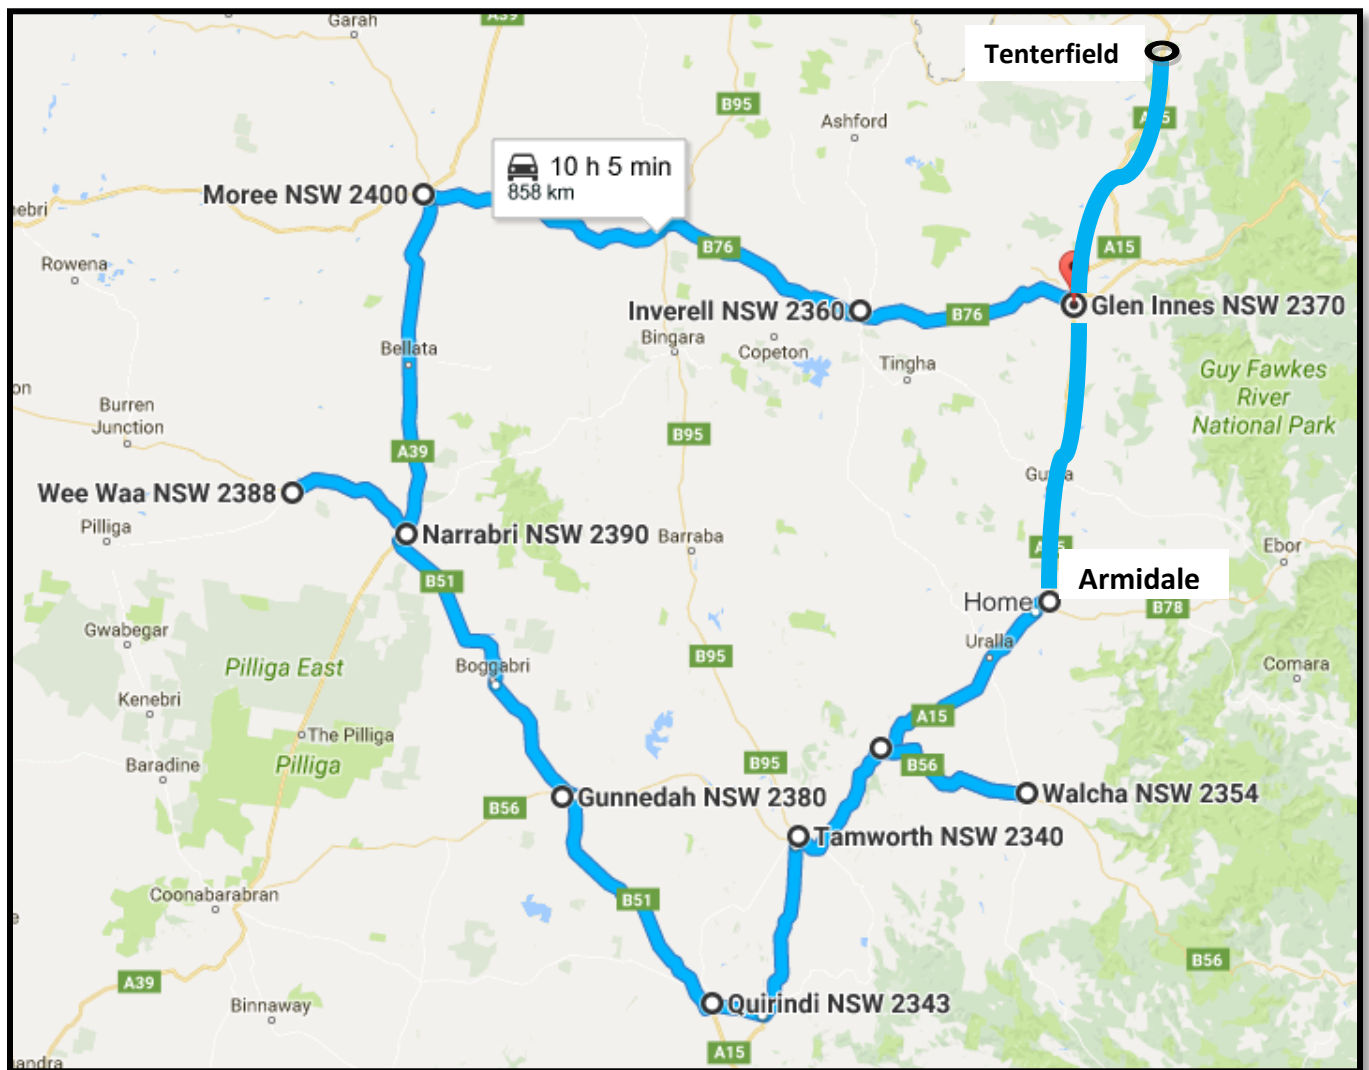 A39
Garah
Tenterfield
B95
Ashford
10 h 5 min
858 km
Moree NSW 2400
nebri
B76
A15
Rowena
Inverell NSW 2360
B76
Glen Innes NSW 2370
Bingara
Copeton
Bellata
Tingha
Guy Fawkes
River
National Park
on
Burren
Junction
B95
A39
Wee Waa NSW 2388
Pilliga
Narrabri NSW 2390
Barraba
Ebor
B51
Armidale
Home
B78
Gwabegar
Uralla
B95
Pilliga East
Boggabri
Comara
Kenebri
A15
The Pilliga
Baradine
Pilliga
B95
B56
Walcha NSW 2354
B56
Gunnedah NSW 2380
Tamworth NSW 2340
Coonabarabran
B51
B56
A39
Binnaway
Quirindi NSW 2343
A15
andra